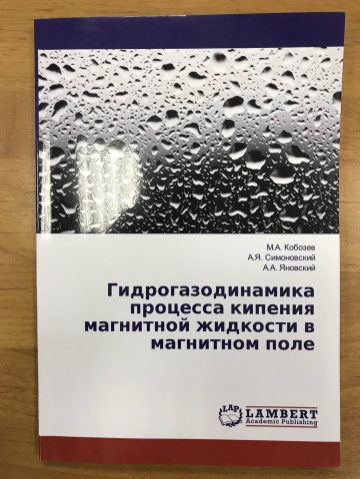 М.А. Кобозев
А.Я. Симоновский
А.А. Яновский
Гидрогазодинамика
процесса кипения
магнитной жидкости в
магнитном поле
LAP
LAMBERT
Academic Publishing